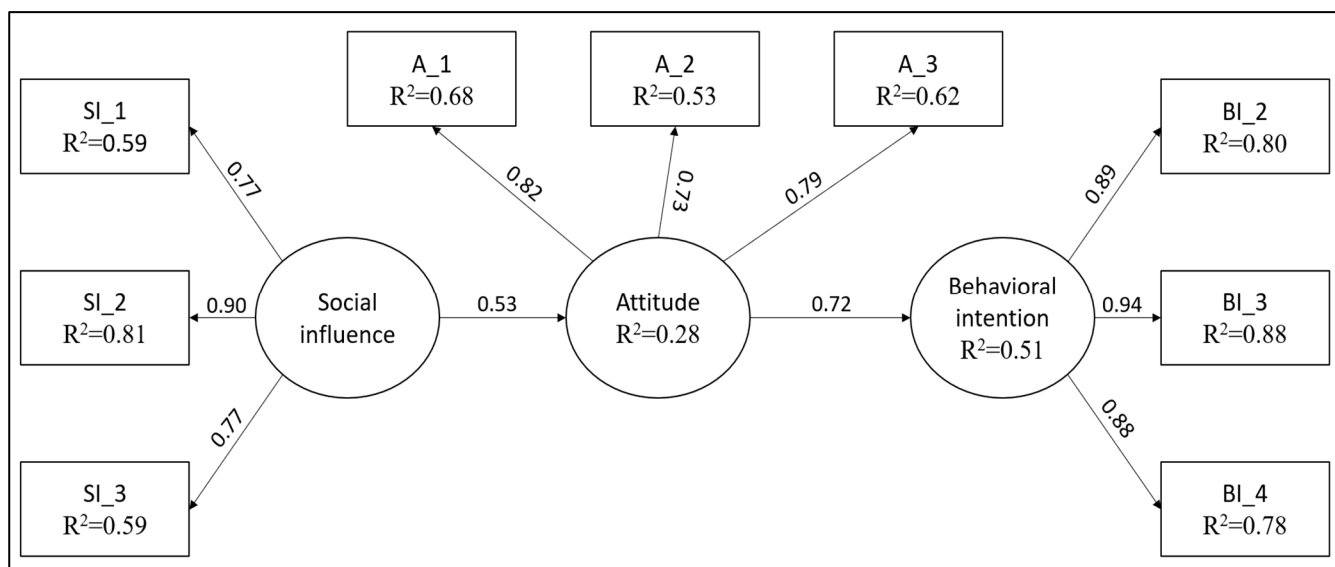 A_1
R²=0.68
A_2
R²=0.53
A_3
R²=0.62
SI_1
R²=0.59
BI_2
R²=0.80
0.77
0.82
0.73
0.79
0.89
SI_2
R²=0.81
0.90
Social
influence
0.53
Attitude
R²=0.28
0.72
Behavioral
intention
R²=0.51
0.94
BI_3
R²=0.88
0.77
0.88
SI_3
R²=0.59
BI_4
R²=0.78